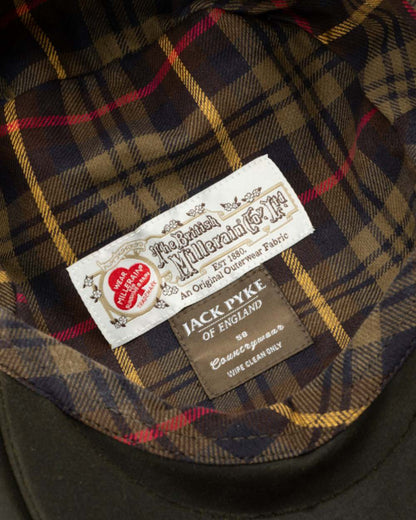 The British
Millerain Co. Ltd
Est 1880.
An Original Outerwear Fabric
WEAR
MILLERAIN
JACK PYKE
OF ENGLAND
58
Countrywear
WIPE CLEAN ONLY